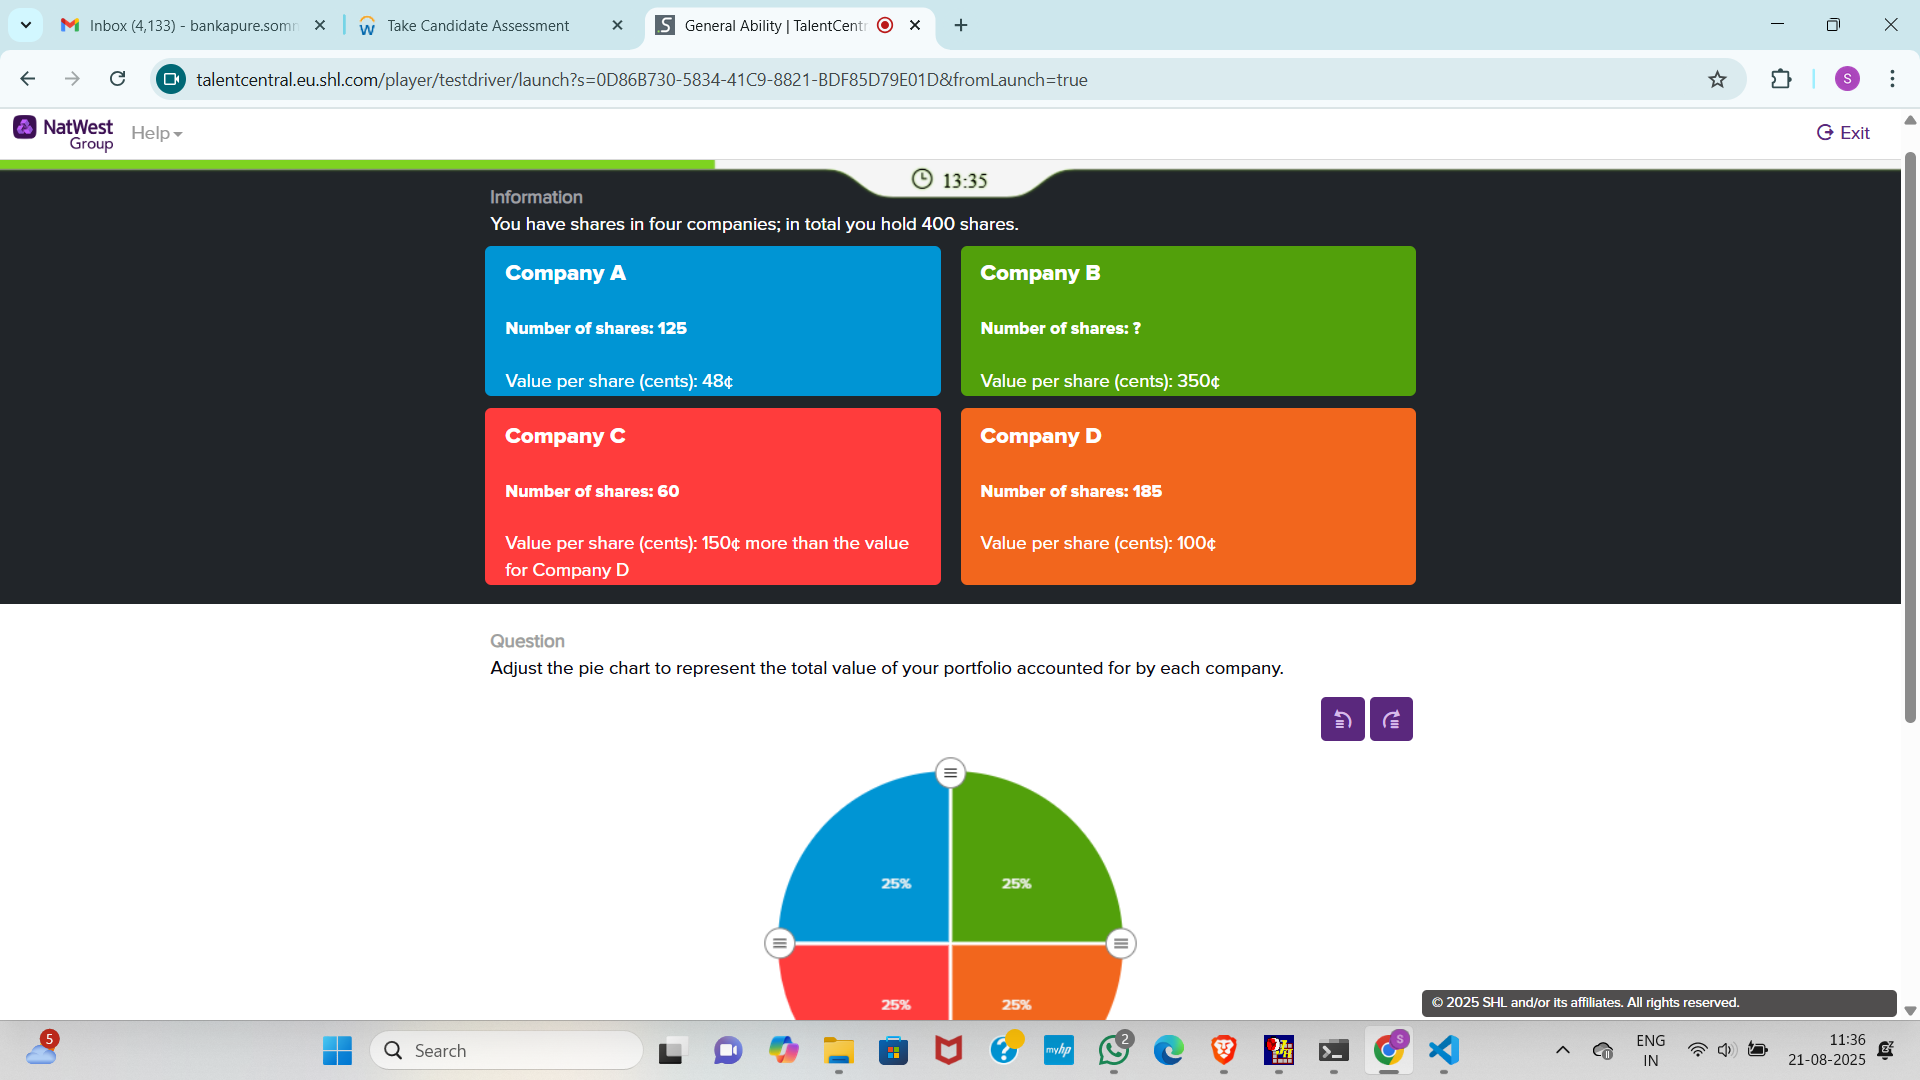 Inbox (4,133) - bankapure.somn
Take Candidate Assessment
General Ability | TalentCentr
talentcentral.eu.shl.com/player/testdriver/launch?s=0D86B730-5834-41C9-8821-BDF85D79E01D&fromLaunch=true
S
NatWest
Group
Help
Exit
13:35
Information
You have shares in four companies; in total you hold 400 shares.
Company A
Number of shares: 125
Value per share (cents): 48¢
Company B
Number of shares: ?
Value per share (cents): 350¢
Company C
Number of shares: 60
Value per share (cents): 150¢ more than the value
for Company D
Company D
Number of shares: 185
Value per share (cents): 100¢
Question
Adjust the pie chart to represent the total value of your portfolio accounted for by each company.
25%
25%
25%
25%
© 2025 SHL and/or its affiliates. All rights reserved.
5
Search
myhp
2
S
ENG
IN
11:36
21-08-2025